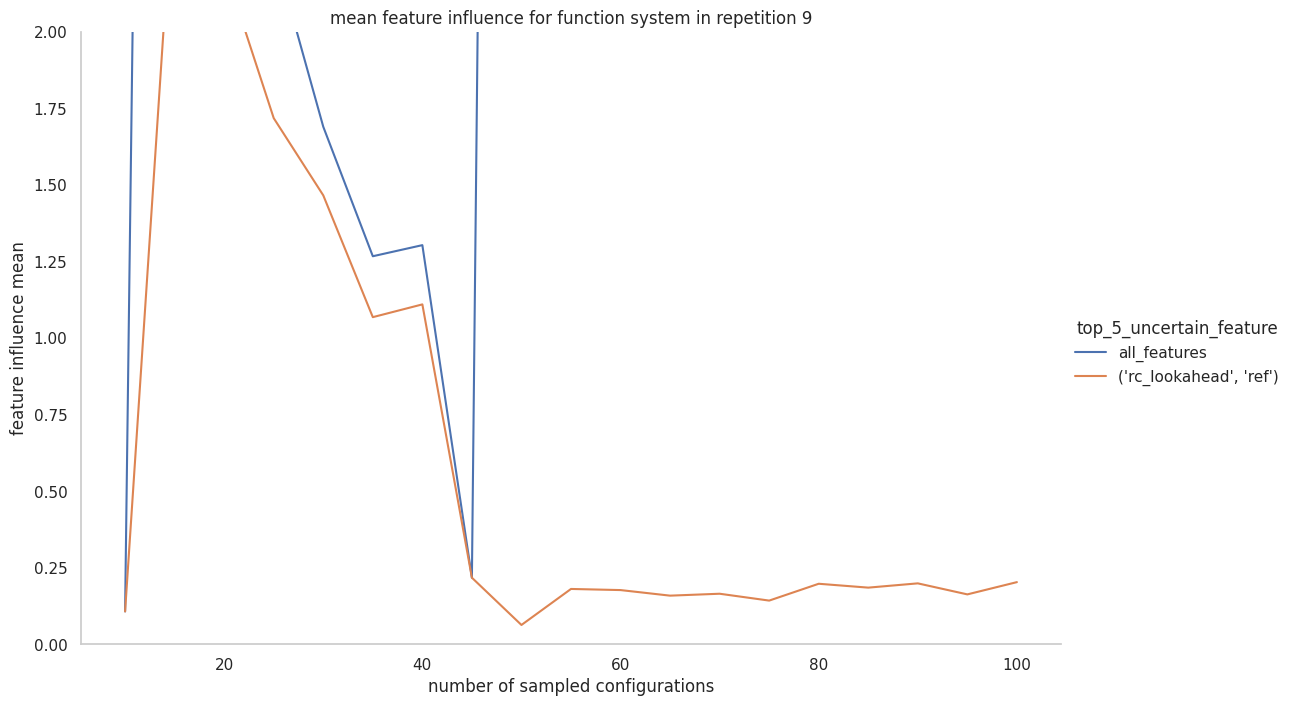 mean feature influence for function system in repetition 9
2.00
1.75
1.50
1.25
1.00
0.75
0.50
0.25
0.00
feature influence mean
20
40
60
80
100
number of sampled configurations
top_5_uncertain_feature
all_features
('rc_lookahead', 'ref')